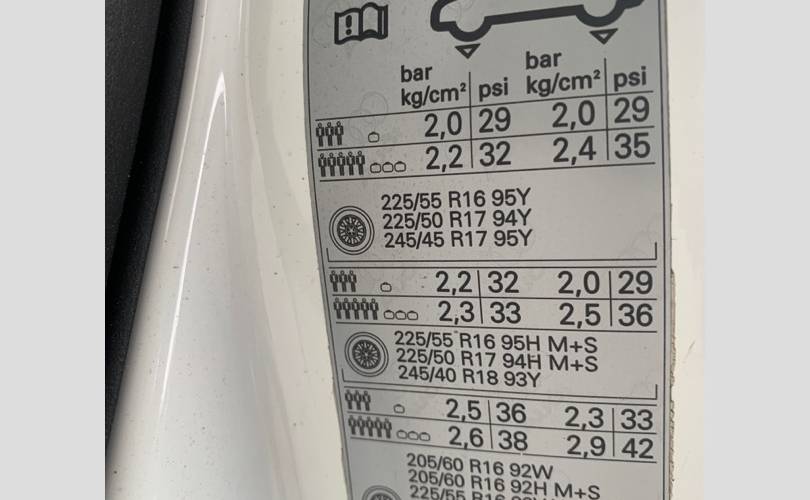 bar bar
kg/cm² psi kg/cm² psi
2,0 29 2,0 29
2,2 32 2,4 35
225/55 R16 95Y
225/50 R17 94Y
245/45 R17 95Y
2,2 32 2,0 29
2,3 33 2,5 36
225/55 R16 95H M+S
225/50 R17 94H M+S
245/40 R18 93Y
2,5 36 2,3 33
2,6 38 2,9 42
205/60 R16 92W
205/60 R16 92H M+S
225/55 R16